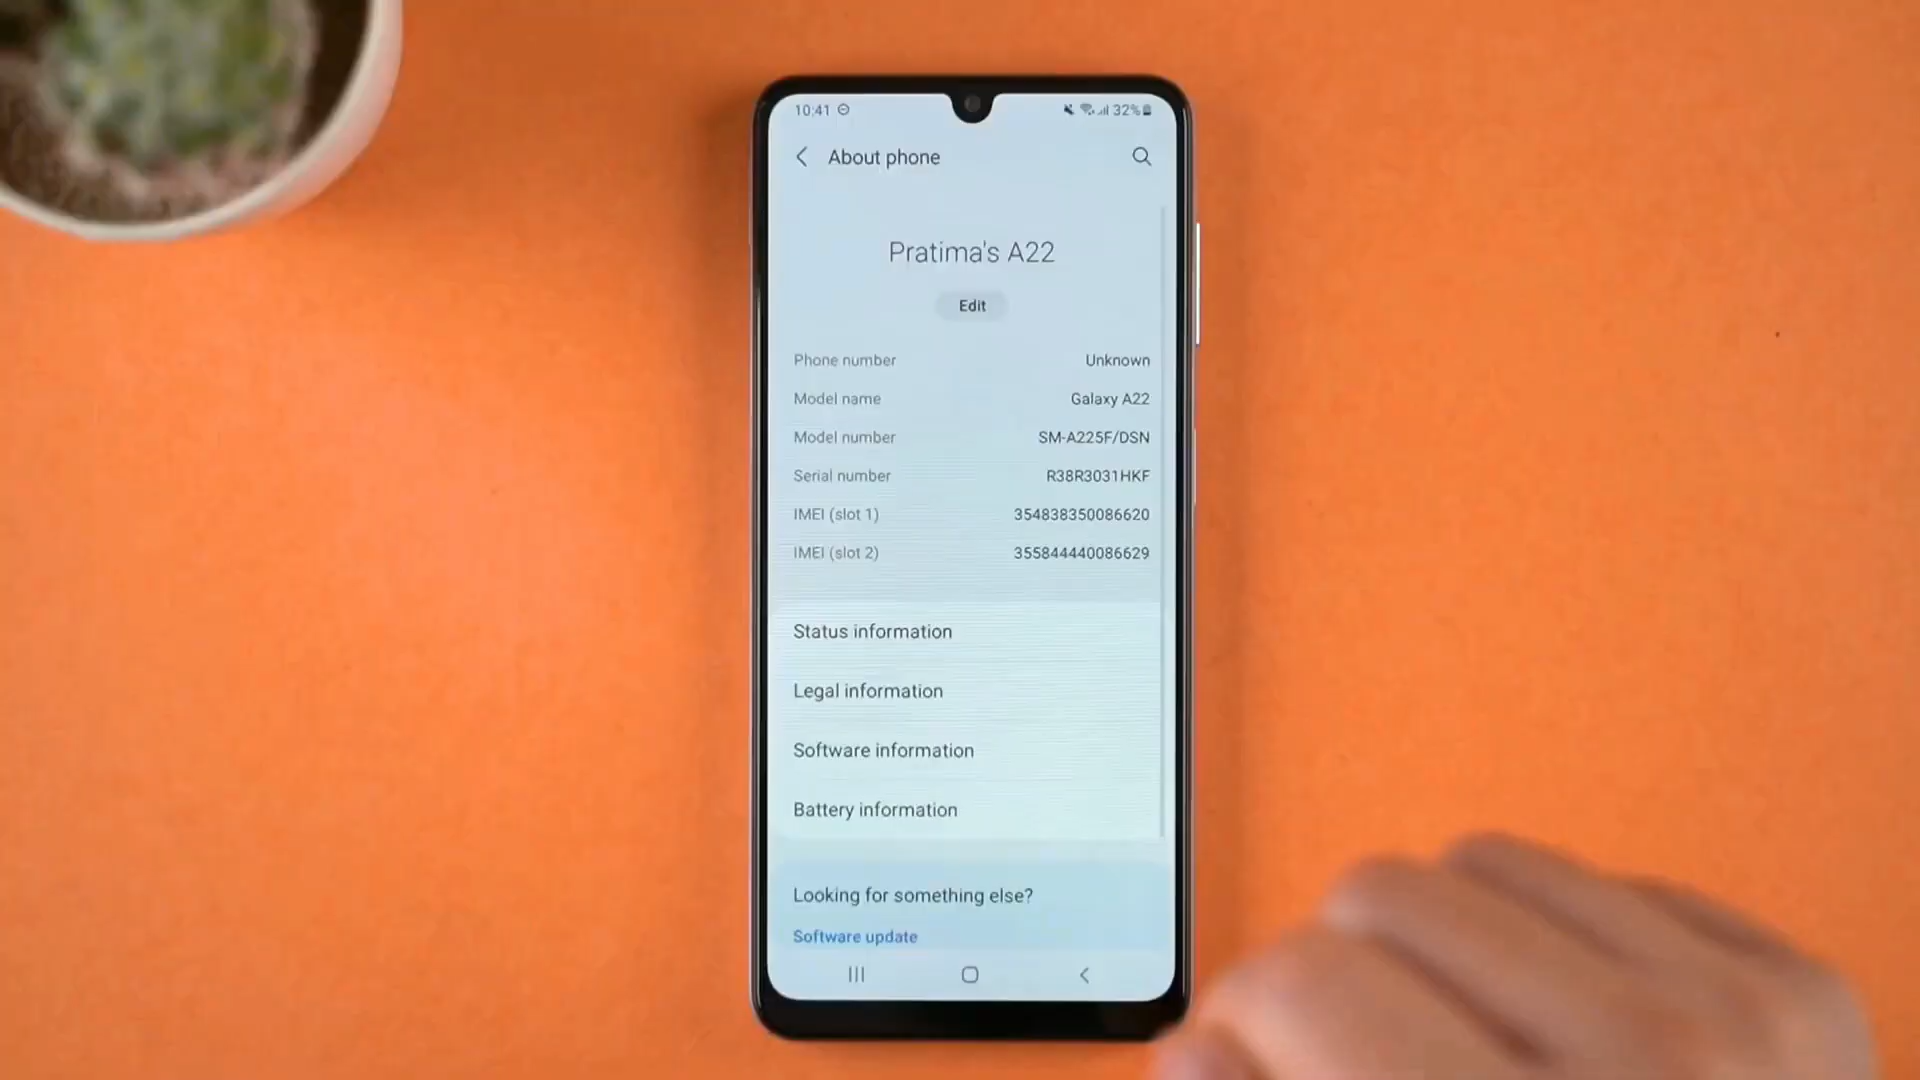 10:41 32%
About phone
Pratima's A22
Edit
Phone number Unknown
Model name Galaxy A22
Model number SM-A225F/DSN
Serial number R38R3031HKF
IMEI (slot 1) 354838350086620
IMEI (slot 2) 355844440086629
Status information
Legal information
Software information
Battery information
Looking for something else?
Software update